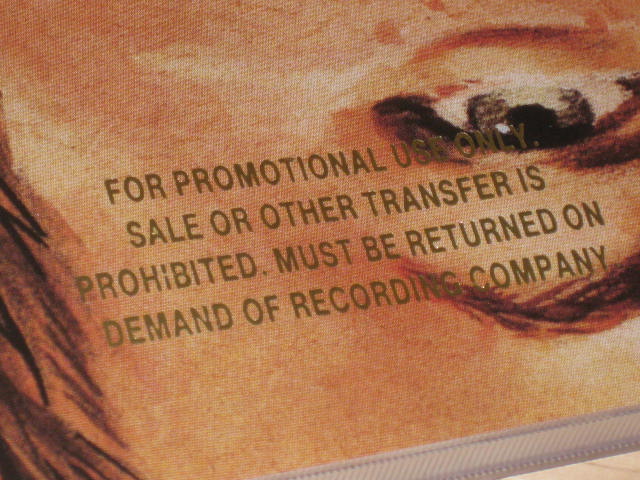 FOR PROMOTIONAL USE ONLY.
SALE OR OTHER TRANSFER IS
PROHIBITED. MUST BE RETURNED ON
DEMAND OF RECORDING COMPANY